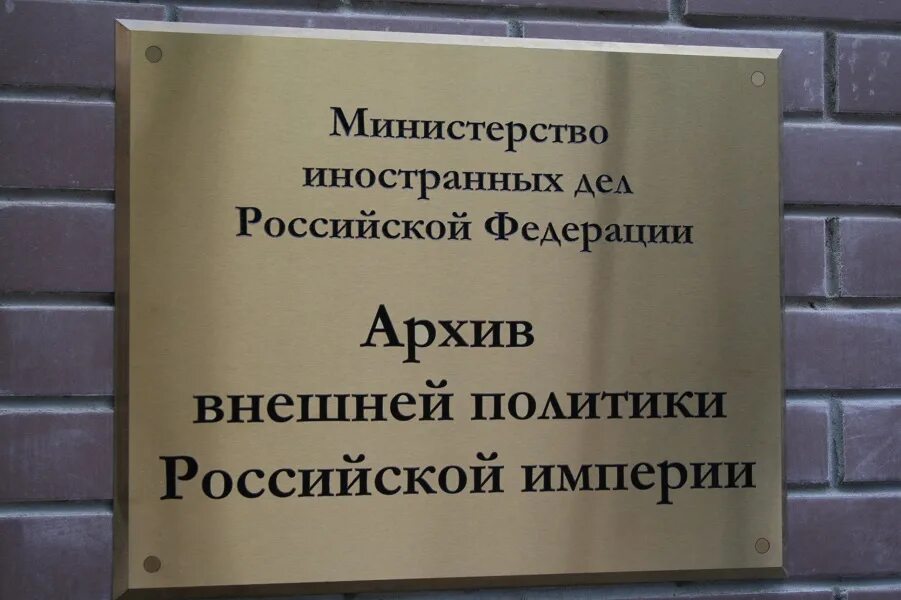 Министерство
иностранных дел
Российской Федерации
Архив
внешней политики
Российской империи